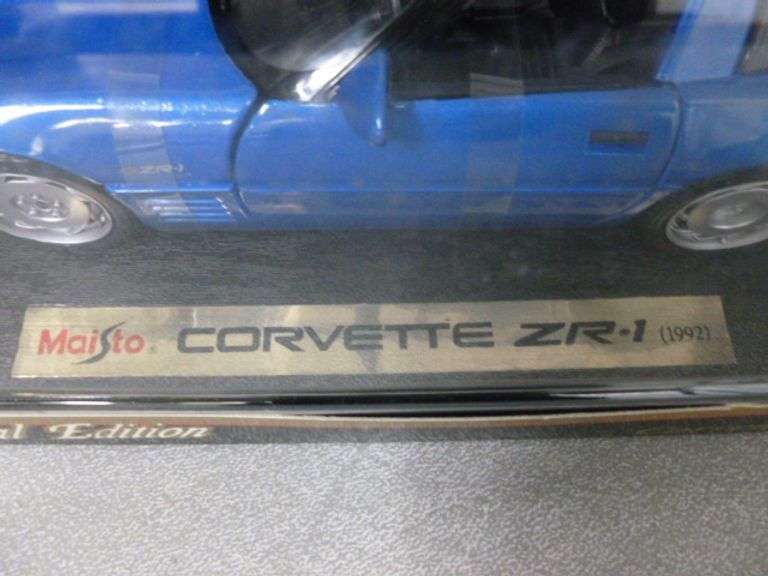 ZR-1
Maisto CORVETTE ZR-1 (1992)
al Edition